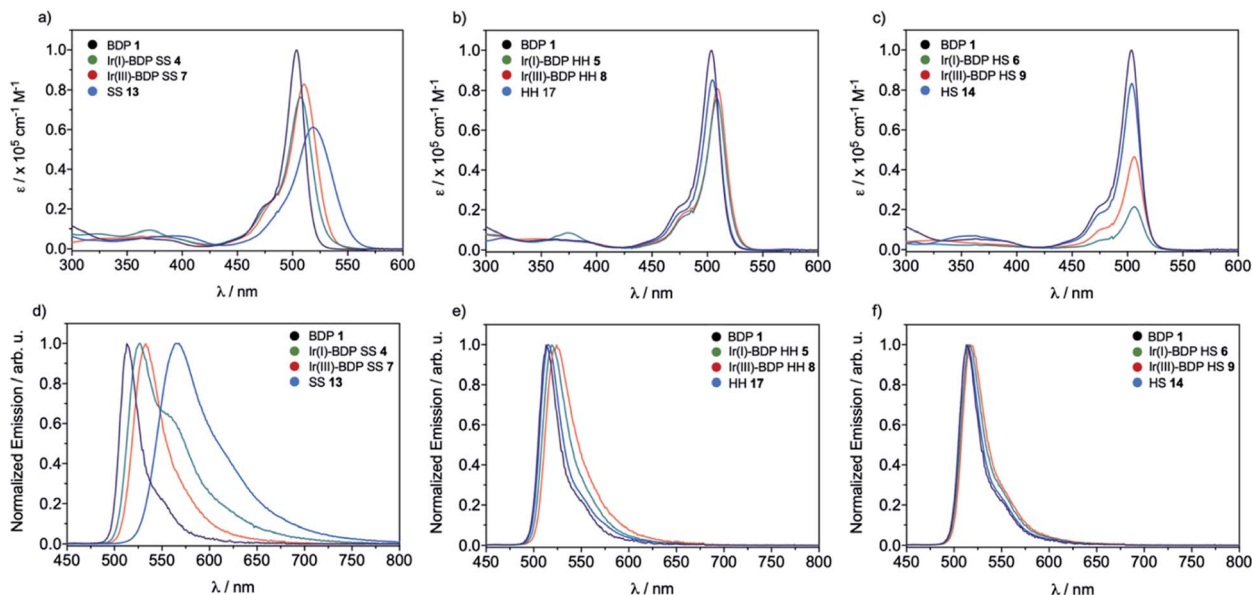 a)
BDP 1
Ir(I)-BDP SS 4
Ir(III)-BDP SS 7
SS 13
1.0
0.8
0.6
0.4
0.2
0.0
ε / x 10⁵ cm⁻¹ M⁻¹
300 350 400 450 500 550 600
λ / nm
b)
BDP 1
Ir(I)-BDP HH 5
Ir(III)-BDP HH 8
HH 17
1.0
0.8
0.6
0.4
0.2
0.0
ε / x 10⁵ cm⁻¹ M⁻¹
300 350 400 450 500 550 600
λ / nm
c)
BDP 1
Ir(I)-BDP HS 6
Ir(III)-BDP HS 9
HS 14
1.0
0.8
0.6
0.4
0.2
0.0
ε / x 10⁵ cm⁻¹ M⁻¹
300 350 400 450 500 550 600
λ / nm
d)
BDP 1
Ir(I)-BDP SS 4
Ir(III)-BDP SS 7
SS 13
1.0
0.8
0.6
0.4
0.2
0.0
Normalized Emission / arb. u.
450 500 550 600 650 700 750 800
λ / nm
e)
BDP 1
Ir(I)-BDP HH 5
Ir(III)-BDP HH 8
HH 17
1.0
0.8
0.6
0.4
0.2
0.0
Normalized Emission / arb. u.
450 500 550 600 650 700 750 800
λ / nm
f)
BDP 1
Ir(I)-BDP HS 6
Ir(III)-BDP HS 9
HS 14
1.0
0.8
0.6
0.4
0.2
0.0
Normalized Emission / arb. u.
450 500 550 600 650 700 750 800
λ / nm